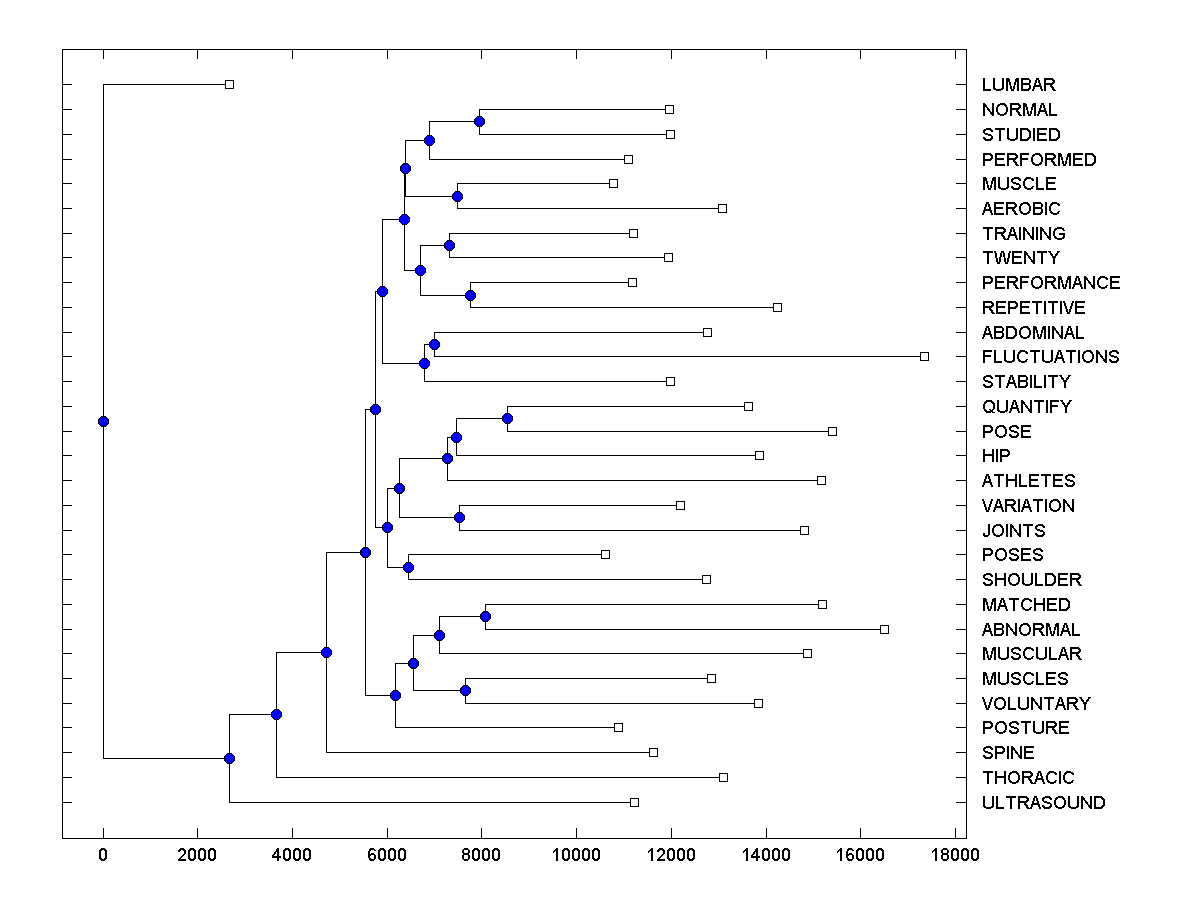 LUMBAR
NORMAL
STUDIED
PERFORMED
MUSCLE
AEROBIC
TRAINING
TWENTY
PERFORMANCE
REPETITIVE
ABDOMINAL
FLUCTUATIONS
STABILITY
QUANTIFY
POSE
HIP
ATHLETES
VARIATION
JOINTS
POSES
SHOULDER
MATCHED
ABNORMAL
MUSCULAR
MUSCLES
VOLUNTARY
POSTURE
SPINE
THORACIC
ULTRASOUND
0 2000 4000 6000 8000 10000 12000 14000 16000 18000